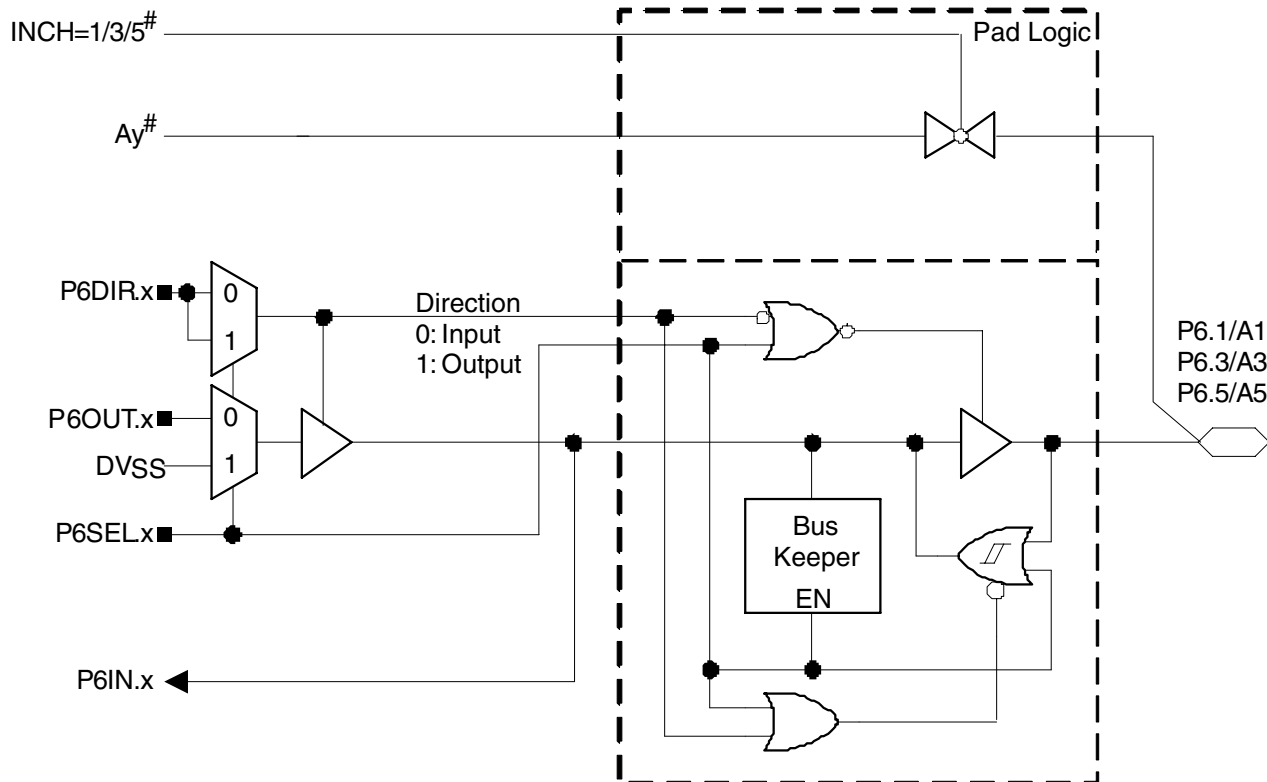 INCH=1/3/5#
Pad Logic
Ay#
P6DIR.x
0
1
Direction
0: Input
1: Output
P6.1/A1
P6.3/A3
P6.5/A5
P6OUT.x
0
DVSS
1
P6SEL.x
Bus
Keeper
EN
P6IN.x